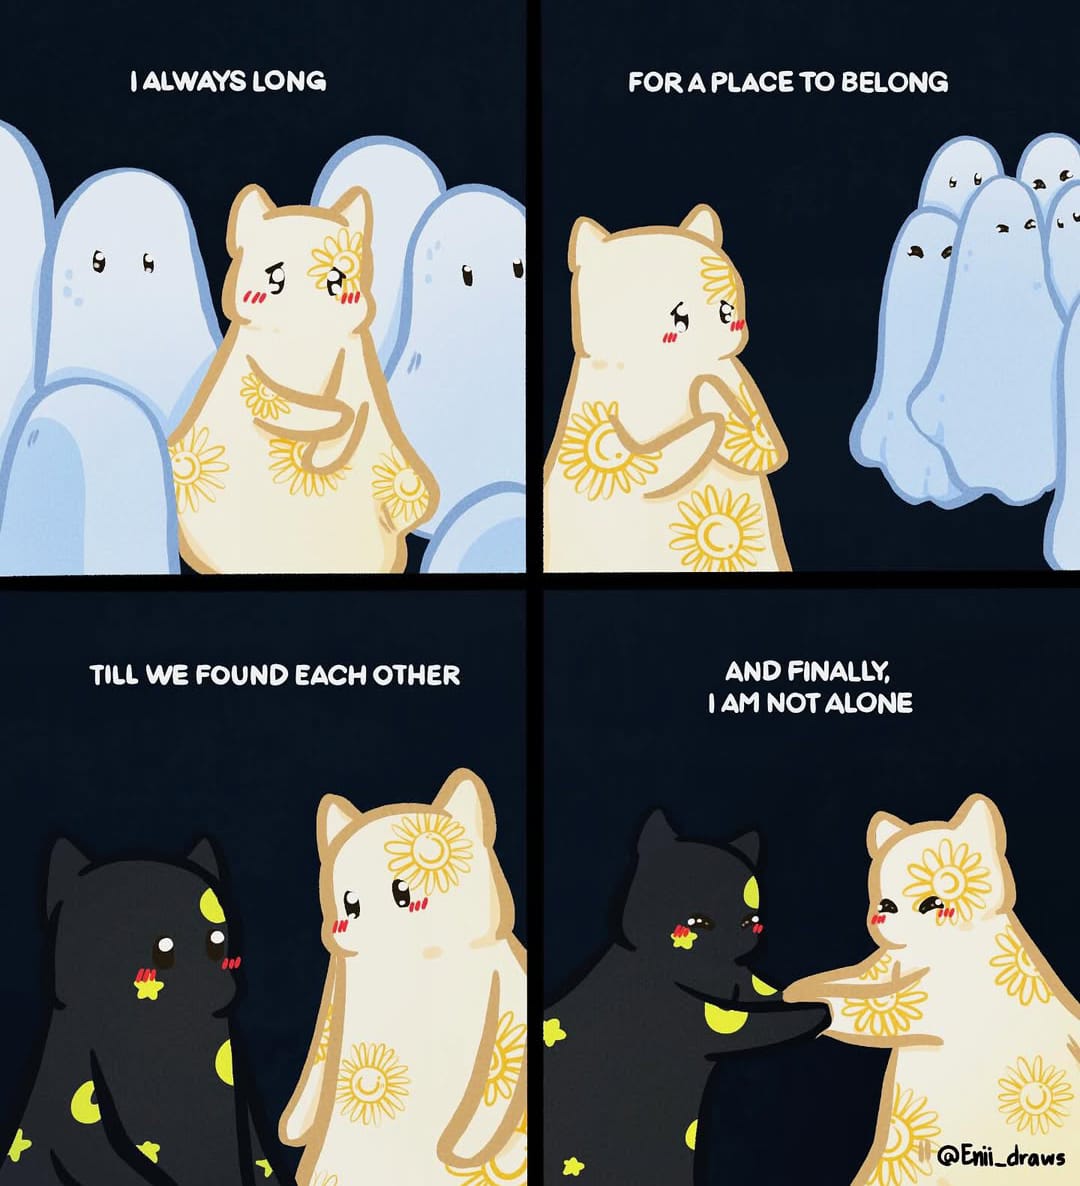 I ALWAYS LONG
FOR A PLACE TO BELONG
TILL WE FOUND EACH OTHER
AND FINALLY,
I AM NOT ALONE
@Enii_draws